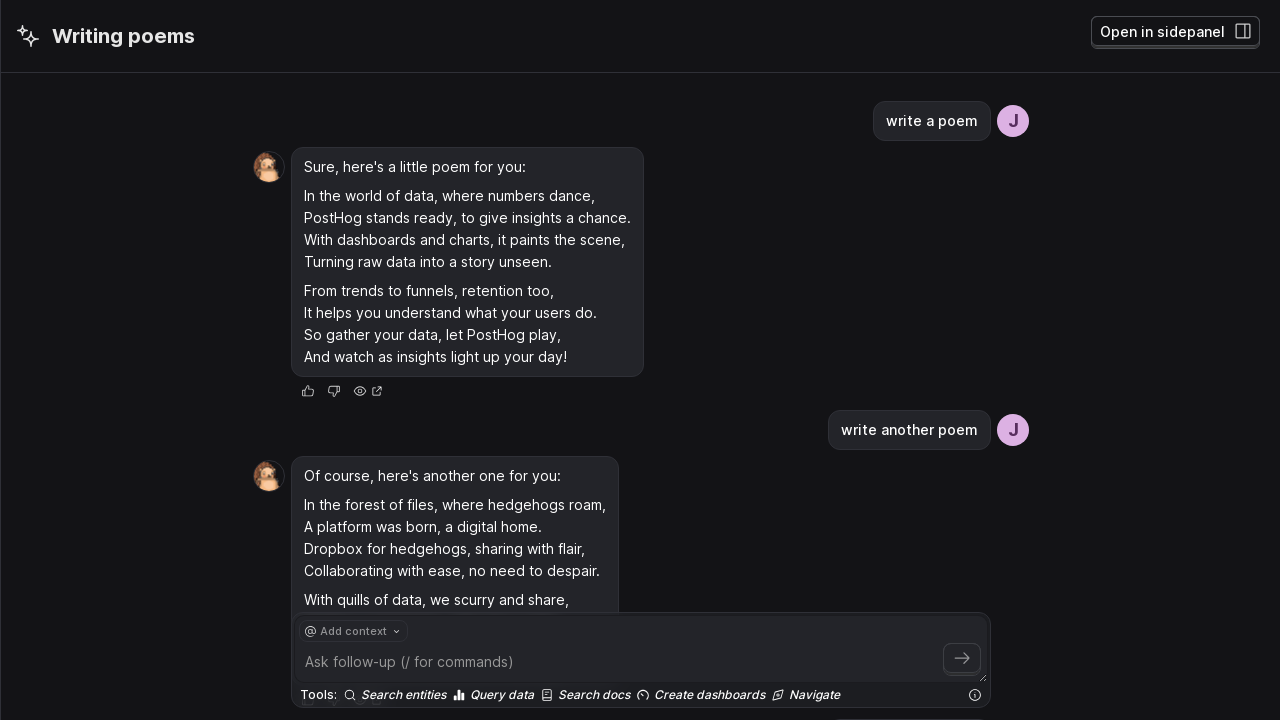 Writing poems
Open in sidepanel
write a poem
J
Sure, here's a little poem for you:
In the world of data, where numbers dance,
PostHog stands ready, to give insights a chance.
With dashboards and charts, it paints the scene,
Turning raw data into a story unseen.
From trends to funnels, retention too,
It helps you understand what your users do.
So gather your data, let PostHog play,
And watch as insights light up your day!
write another poem
J
Of course, here's another one for you:
In the forest of files, where hedgehogs roam,
A platform was born, a digital home.
Dropbox for hedgehogs, sharing with flair,
Collaborating with ease, no need to despair.
With quills of data, we scurry and share,
@ Add context
Ask follow-up (/ for commands)
Tools: Search entities Query data Search docs Create dashboards Navigate